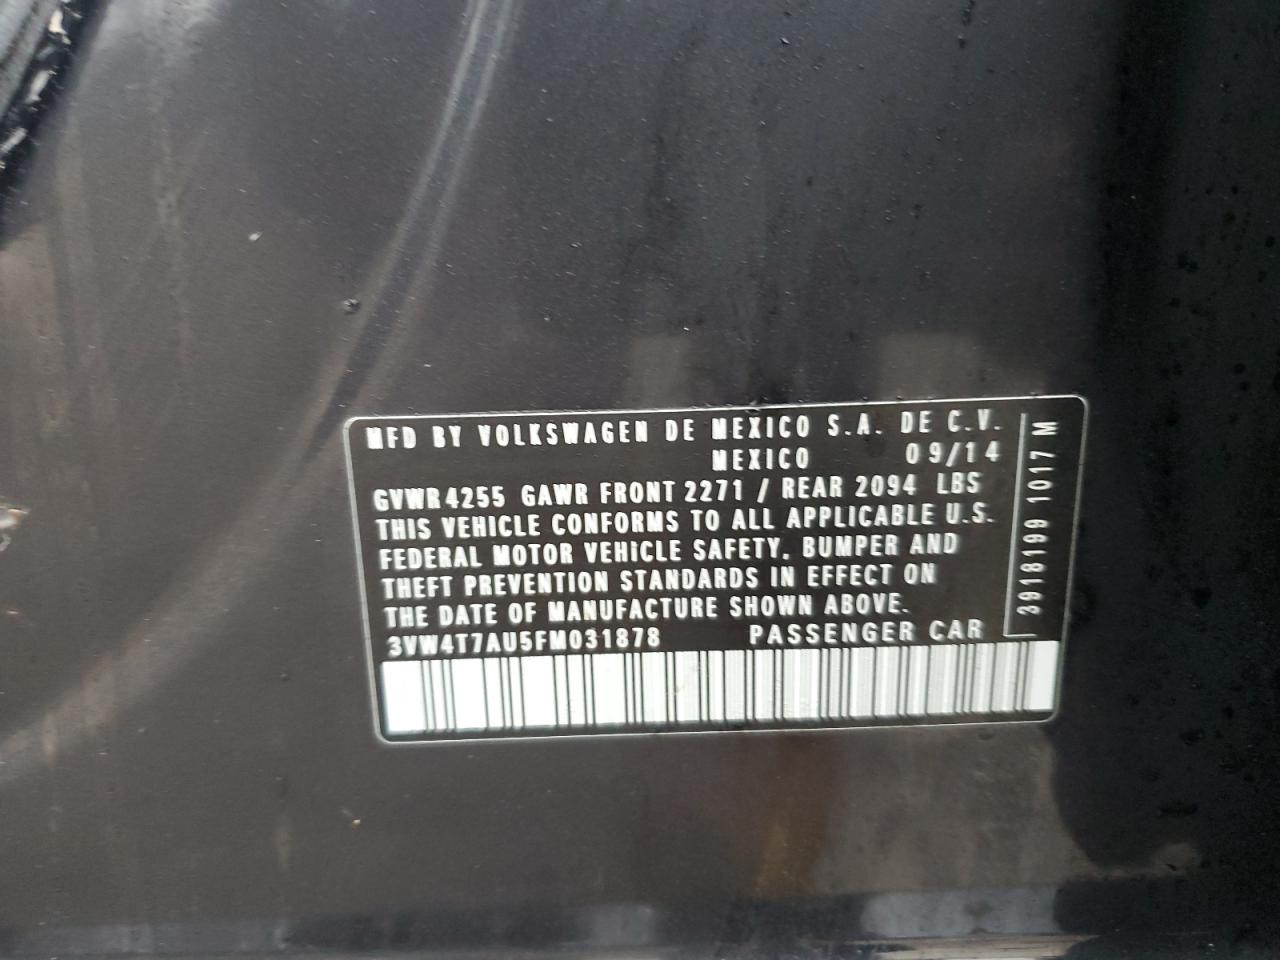 MFD BY VOLKSWAGEN DE MEXICO S.A. DE C.V.
MEXICO 09/14
GVWR 4255 GAWR FRONT 2271 / REAR 2094 LBS
THIS VEHICLE CONFORMS TO ALL APPLICABLE U.S.
FEDERAL MOTOR VEHICLE SAFETY, BUMPER AND
THEFT PREVENTION STANDARDS IN EFFECT ON
THE DATE OF MANUFACTURE SHOWN ABOVE.
3VW4T7AU5FM031878 PASSENGER CAR
3918199 1017 M